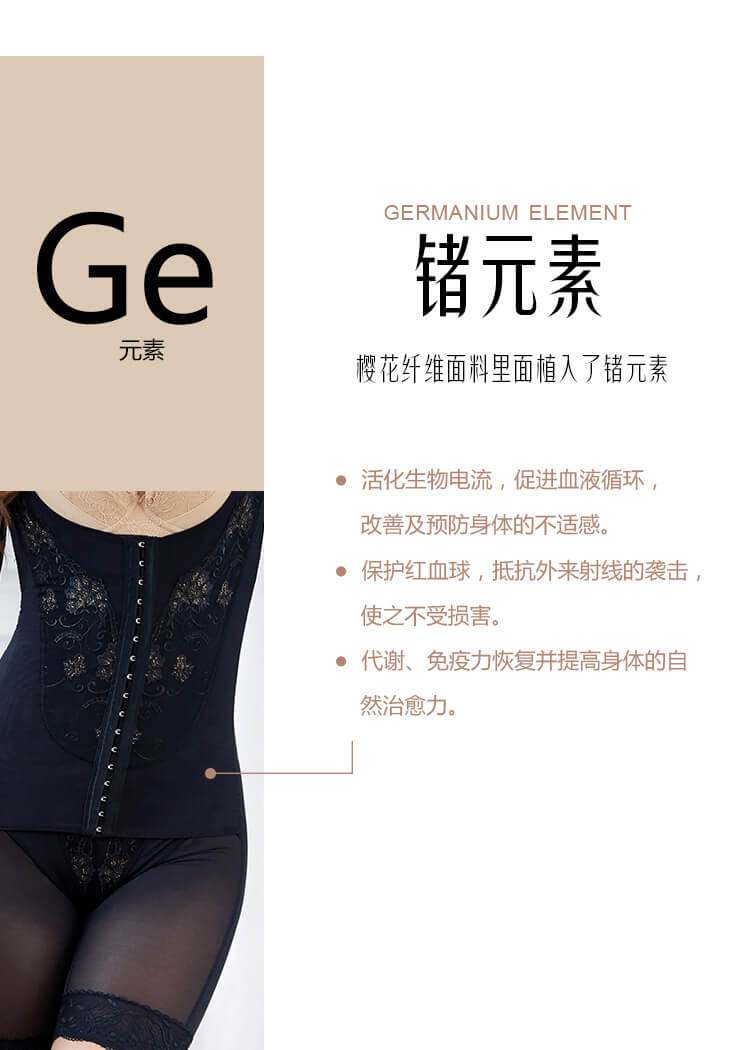 Ge
元素
GERMANIUM ELEMENT
锗元素
樱花纤维面料里面植入了锗元素
活化生物电流，促进血液循环，
改善及预防身体的不适感。
保护红血球，抵抗外来射线的袭击，
使之不受损害。
代谢、免疫力恢复并提高身体的自
然治愈力。